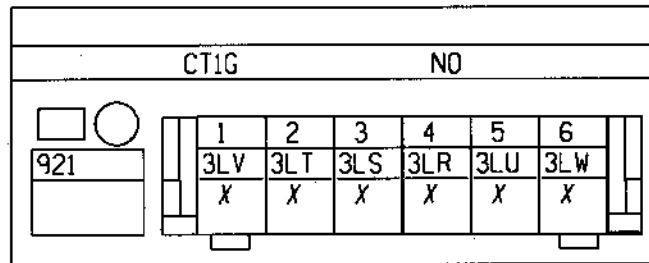 CT1G NO
1 2 3 4 5 6
921 3LV 3LT 3LS 3LR 3LU 3LW
X X X X X X